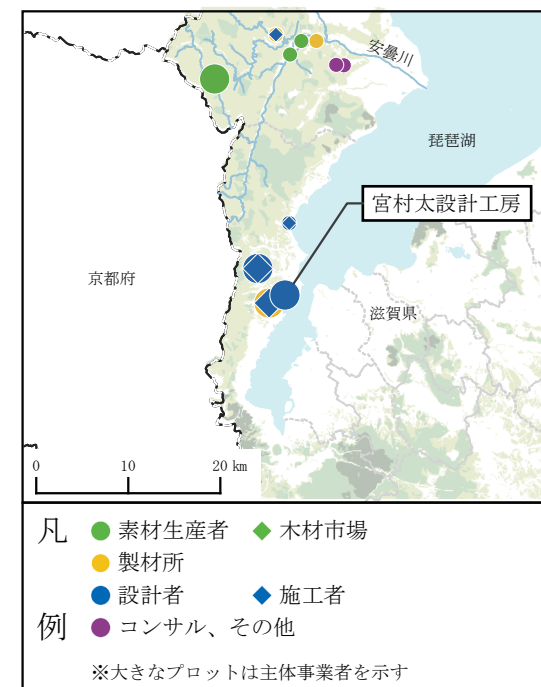 安曇川
琵琶湖
宮村太設計工房
京都府
滋賀県
0 10 20 km
凡例
素材生産者 木材市場
製材所
設計者 施工者
コンサル、その他
※大きなプロットは主体事業者を示す